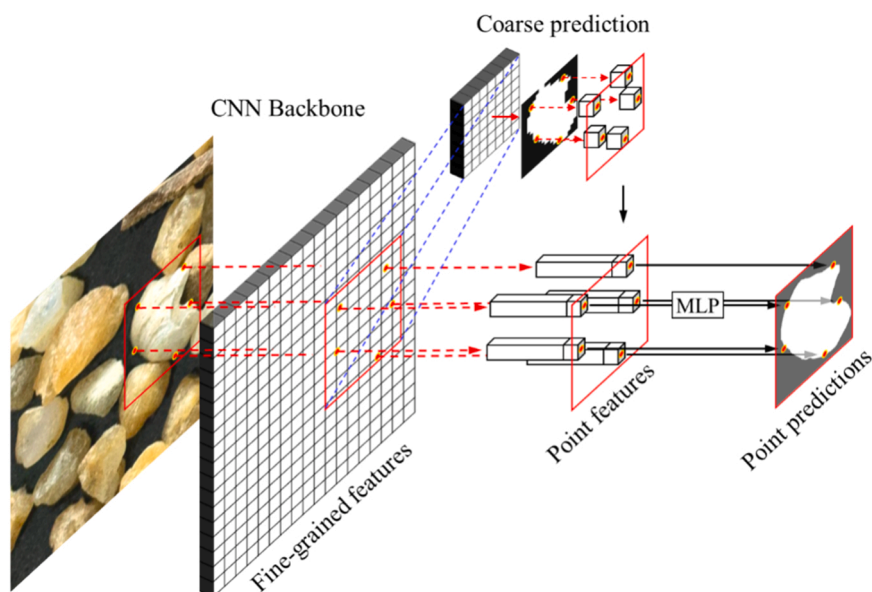 Coarse prediction
CNN Backbone
MLP
Fine-grained features
Point features
Point predictions